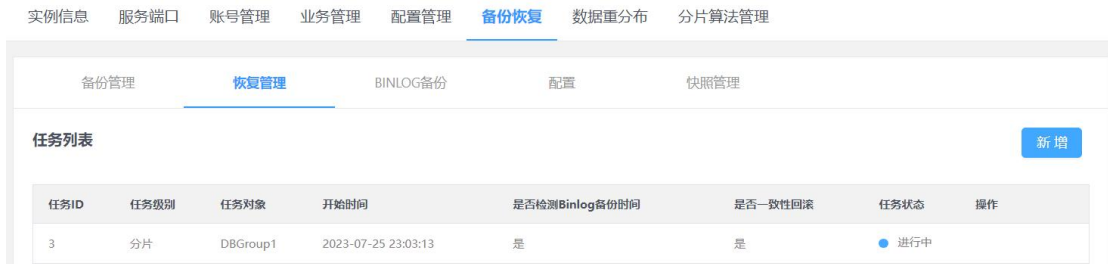 实例信息 服务端口 账号管理 业务管理 配置管理 备份恢复 数据重分布 分片算法管理
备份管理 恢复管理 BINLOG备份 配置 快照管理
任务列表 新增
任务ID 任务级别 任务对象 开始时间 是否检测Binlog备份时间 是否一致性回滚 任务状态 操作
3 分片 DBGroup1 2023-07-25 23:03:13 是 是 进行中